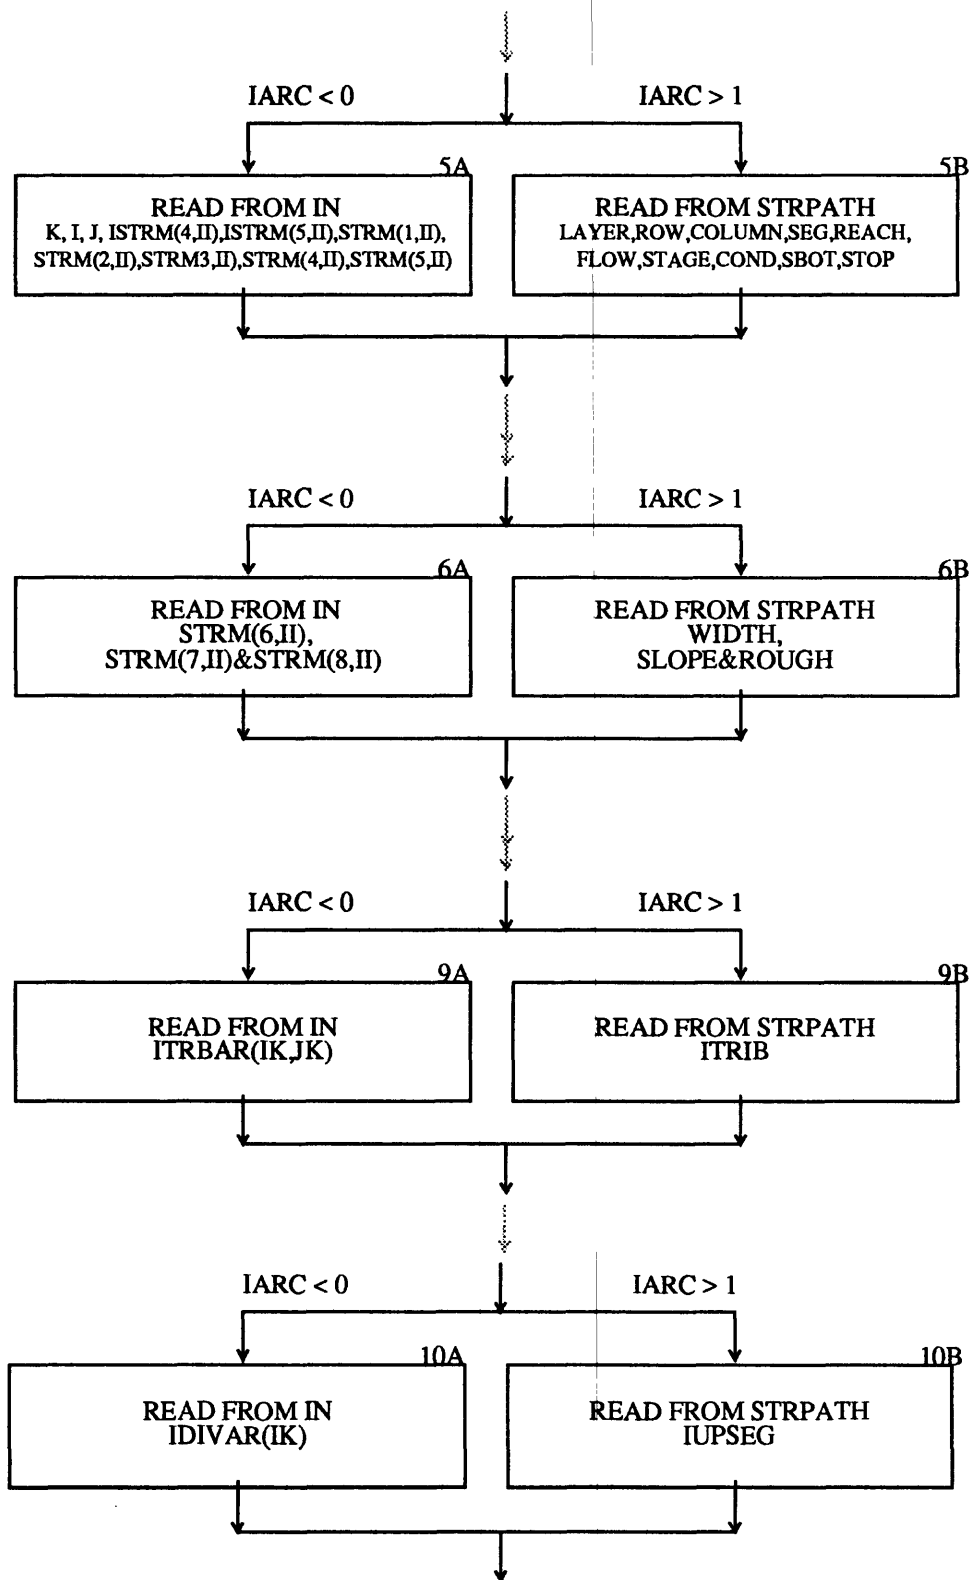 IARC < 0
IARC > 1
5A
READ FROM IN
K, I, J, ISTRM(4,II),ISTRM(5,II),STRM(1,II),
STRM(2,II),STRM3,II),STRM(4,II),STRM(5,II)
5B
READ FROM STRPATH
LAYER,ROW,COLUMN,SEG,REACH,
FLOW,STAGE,COND,SBOT,STOP
IARC < 0
IARC > 1
6A
READ FROM IN
STRM(6,II),
STRM(7,II)&STRM(8,II)
6B
READ FROM STRPATH
WIDTH,
SLOPE&ROUGH
IARC < 0
IARC > 1
9A
READ FROM IN
ITRBAR(IK,JK)
9B
READ FROM STRPATH
ITRIB
IARC < 0
IARC > 1
10A
READ FROM IN
IDIVAR(IK)
10B
READ FROM STRPATH
IUPSEG